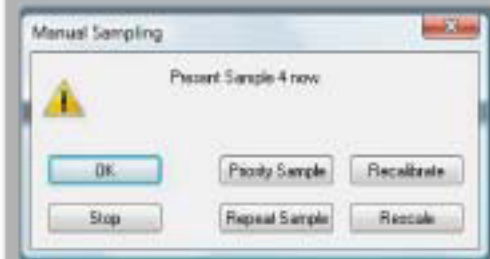 Manual Sampling
Present Sample 4 now
OK
Priority Sample
Recalibrate
Stop
Repeat Sample
Rescale